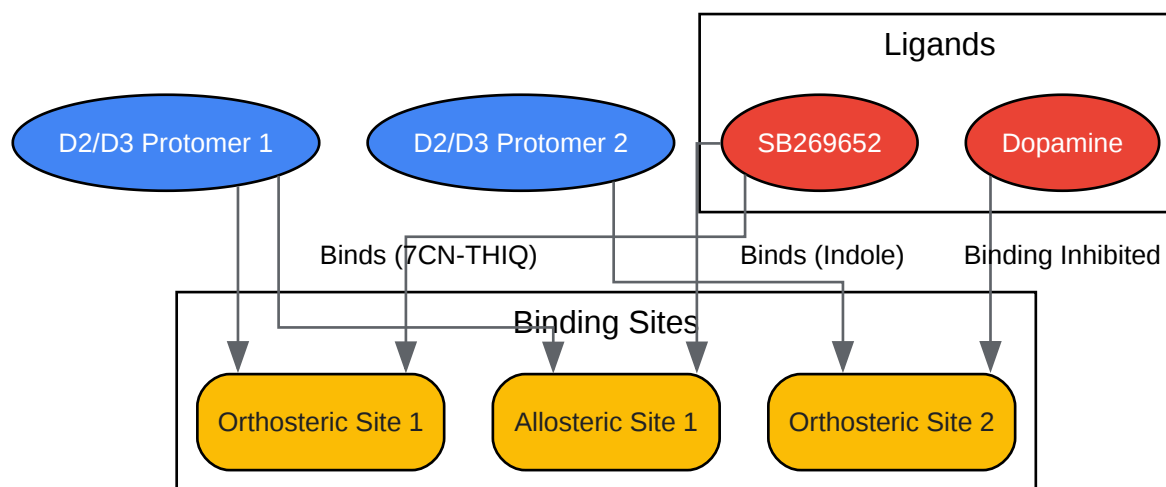 Ligands
D2/D3 Protomer 1
D2/D3 Protomer 2
SB269652
Dopamine
Binds (7CN-THIQ)
Binds (Indole)
Binding Inhibited
Binding Sites
Orthosteric Site 1
Allosteric Site 1
Orthosteric Site 2